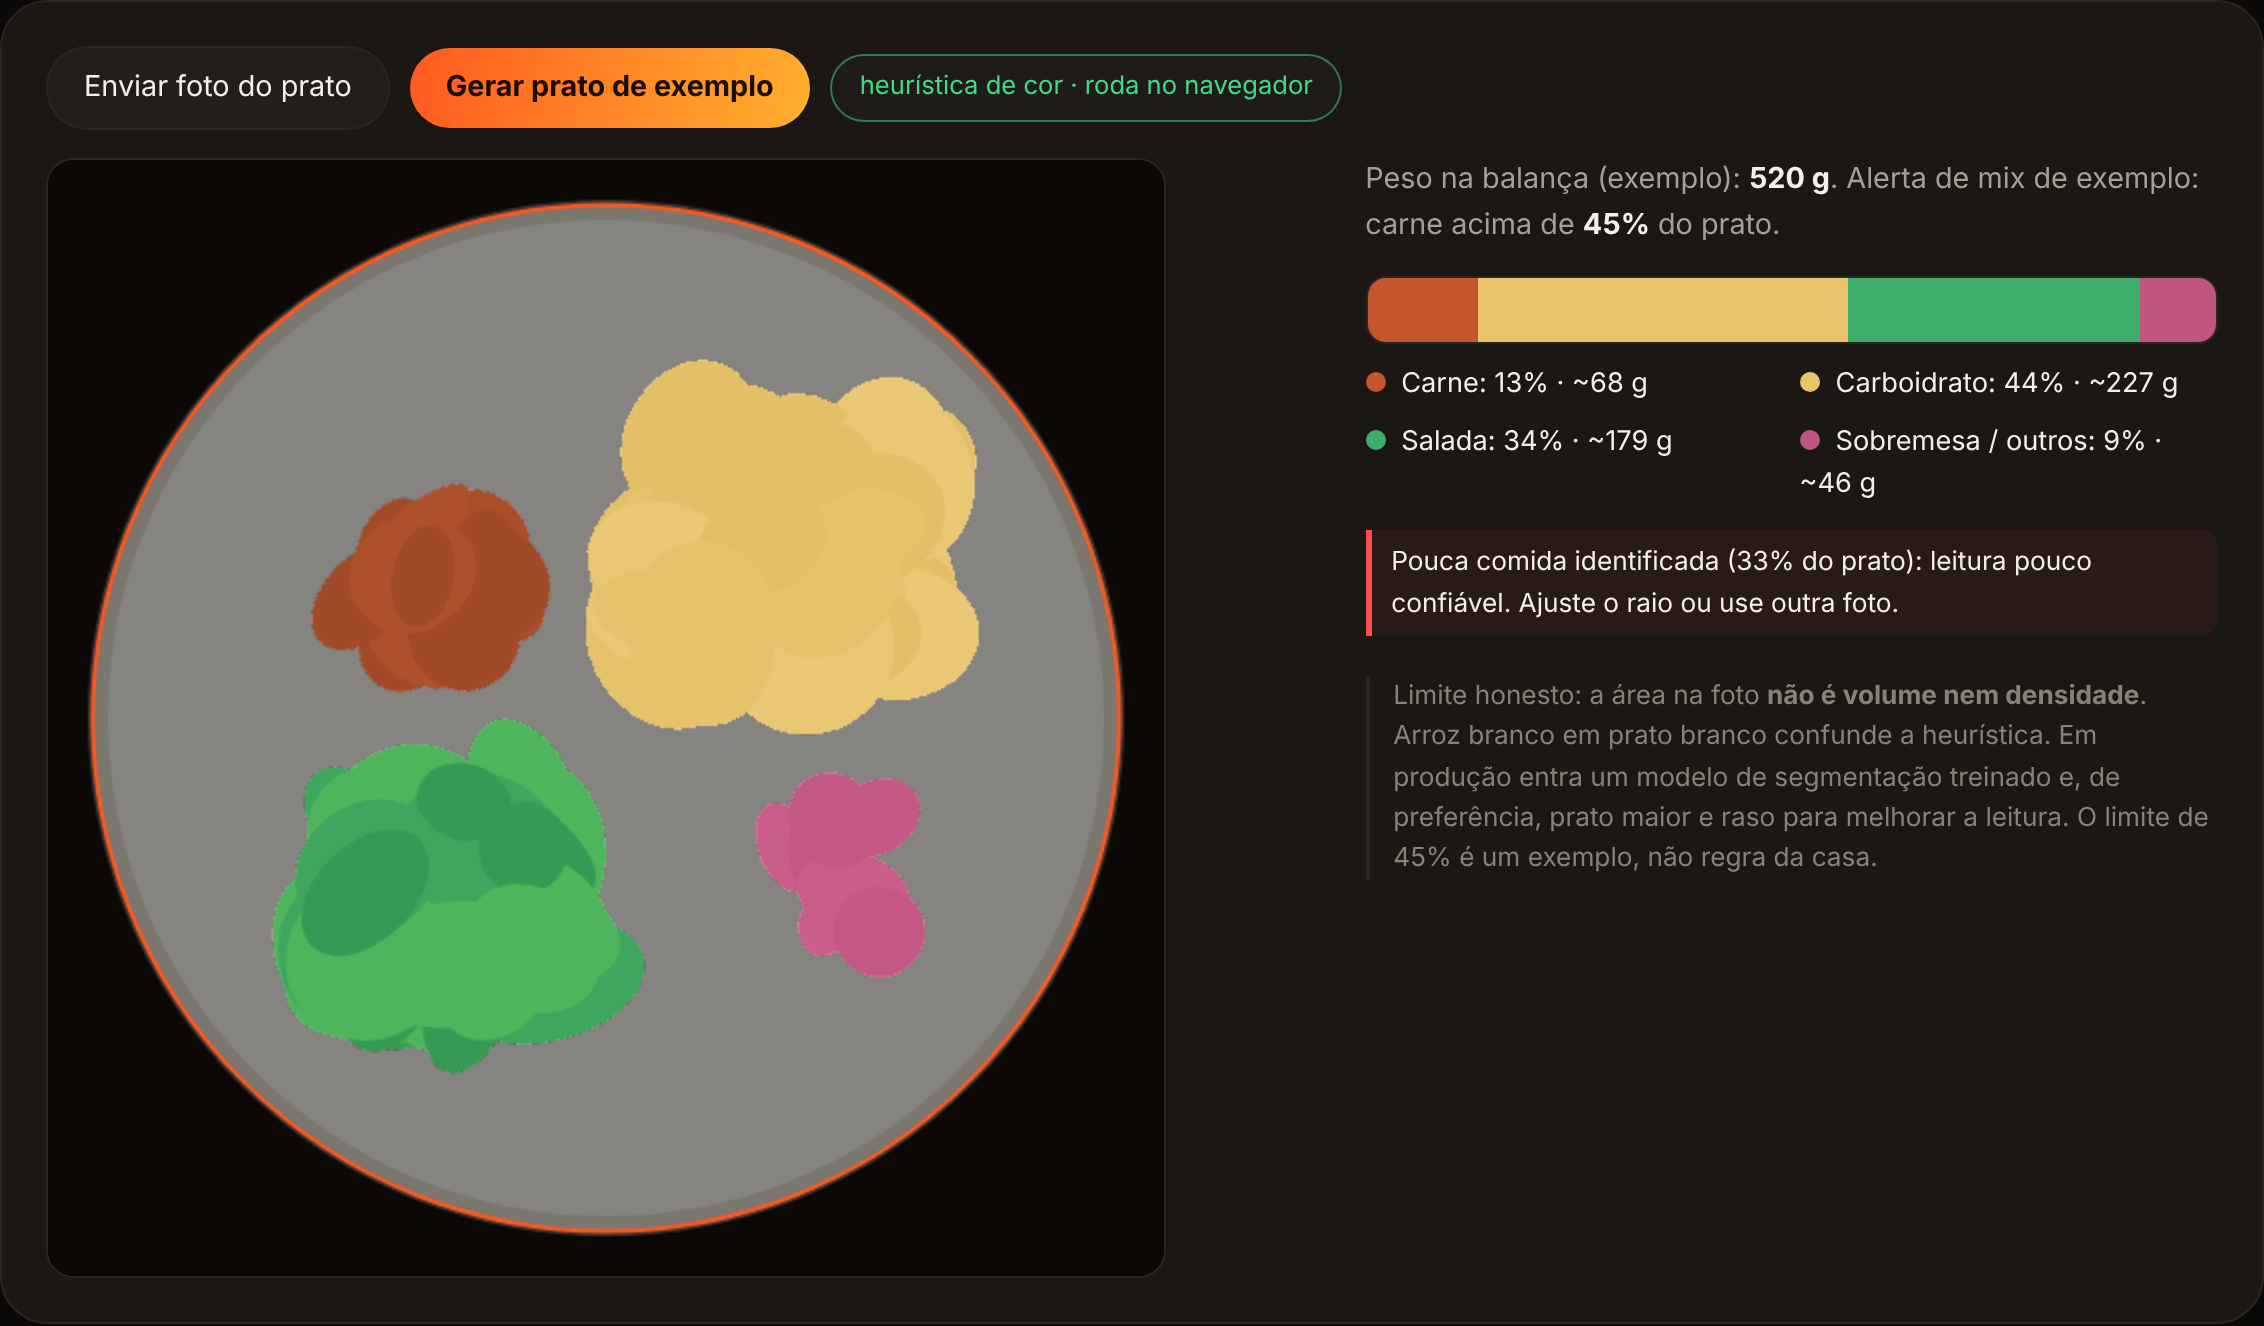 Enviar foto do prato
Gerar prato de exemplo
heurística de cor · roda no navegador
Peso na balança (exemplo): 520 g. Alerta de mix de exemplo:
carne acima de 45% do prato.
Carne: 13% · ~68 g
Carboidrato: 44% · ~227 g
Salada: 34% · ~179 g
Sobremesa / outros: 9% ·
~46 g
Pouca comida identificada (33% do prato): leitura pouco
confiável. Ajuste o raio ou use outra foto.
Limite honesto: a área na foto não é volume nem densidade.
Arroz branco em prato branco confunde a heurística. Em
produção entra um modelo de segmentação treinado e, de
preferência, prato maior e raso para melhorar a leitura. O limite de
45% é um exemplo, não regra da casa.